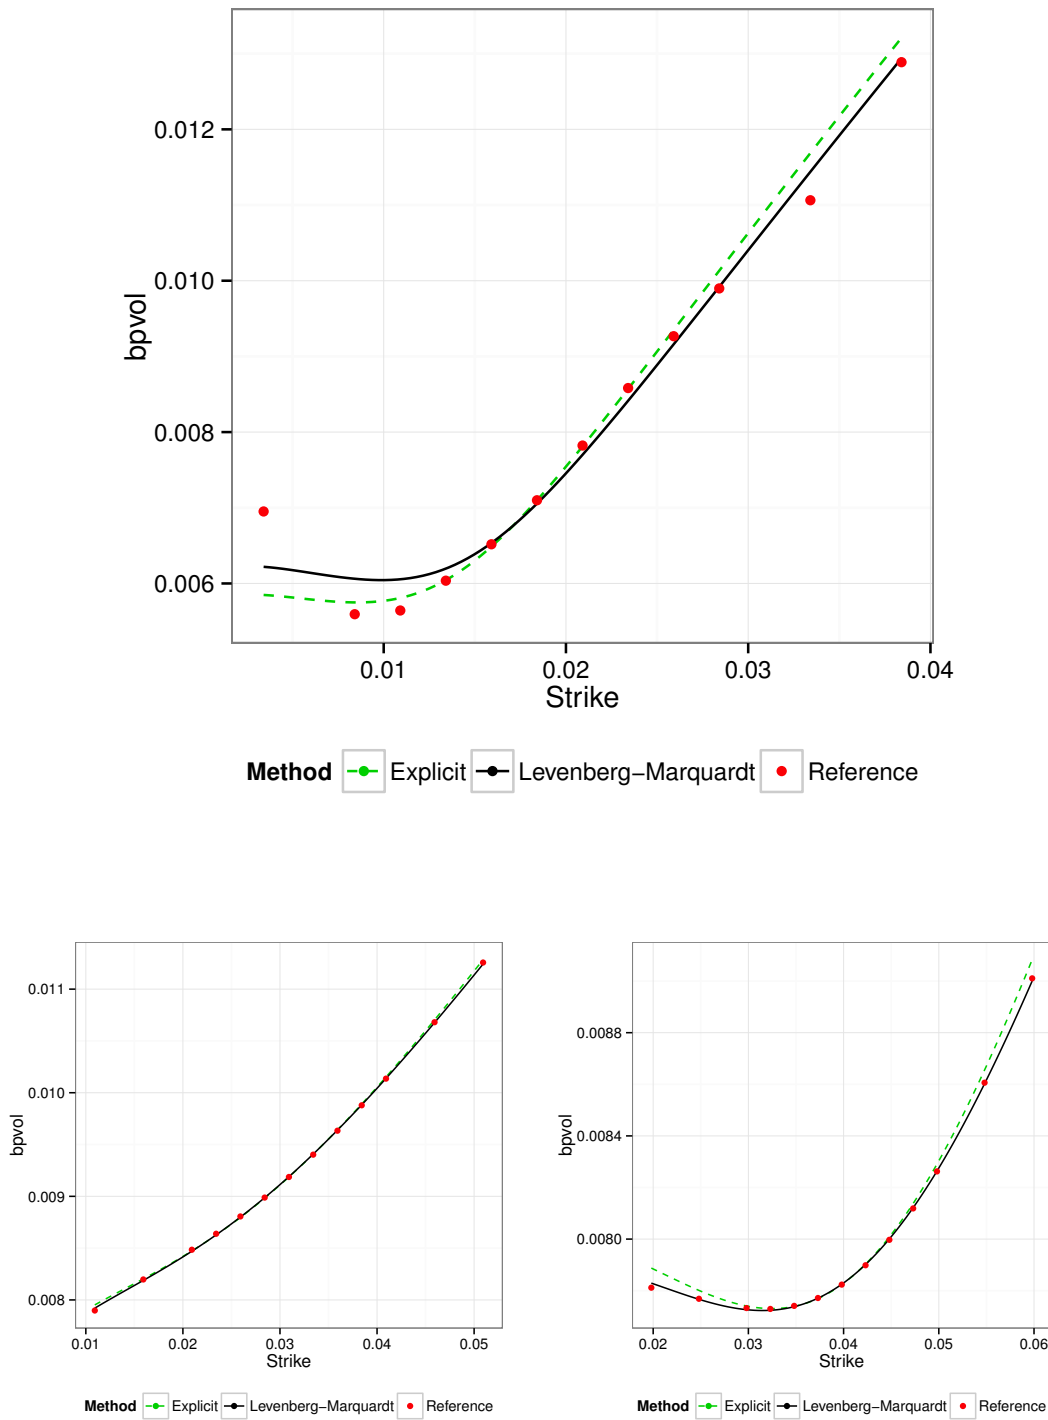 0.012
0.010
0.008
0.006
bpvol
0.01 0.02 0.03 0.04
Strike
Method Explicit Levenberg−Marquardt Reference
0.011
0.010
0.009
0.008
bpvol
0.01 0.02 0.03 0.04 0.05
Strike
Method Explicit Levenberg−Marquardt Reference
0.0088
0.0084
0.0080
bpvol
0.02 0.03 0.04 0.05 0.06
Strike
Method Explicit Levenberg−Marquardt Reference